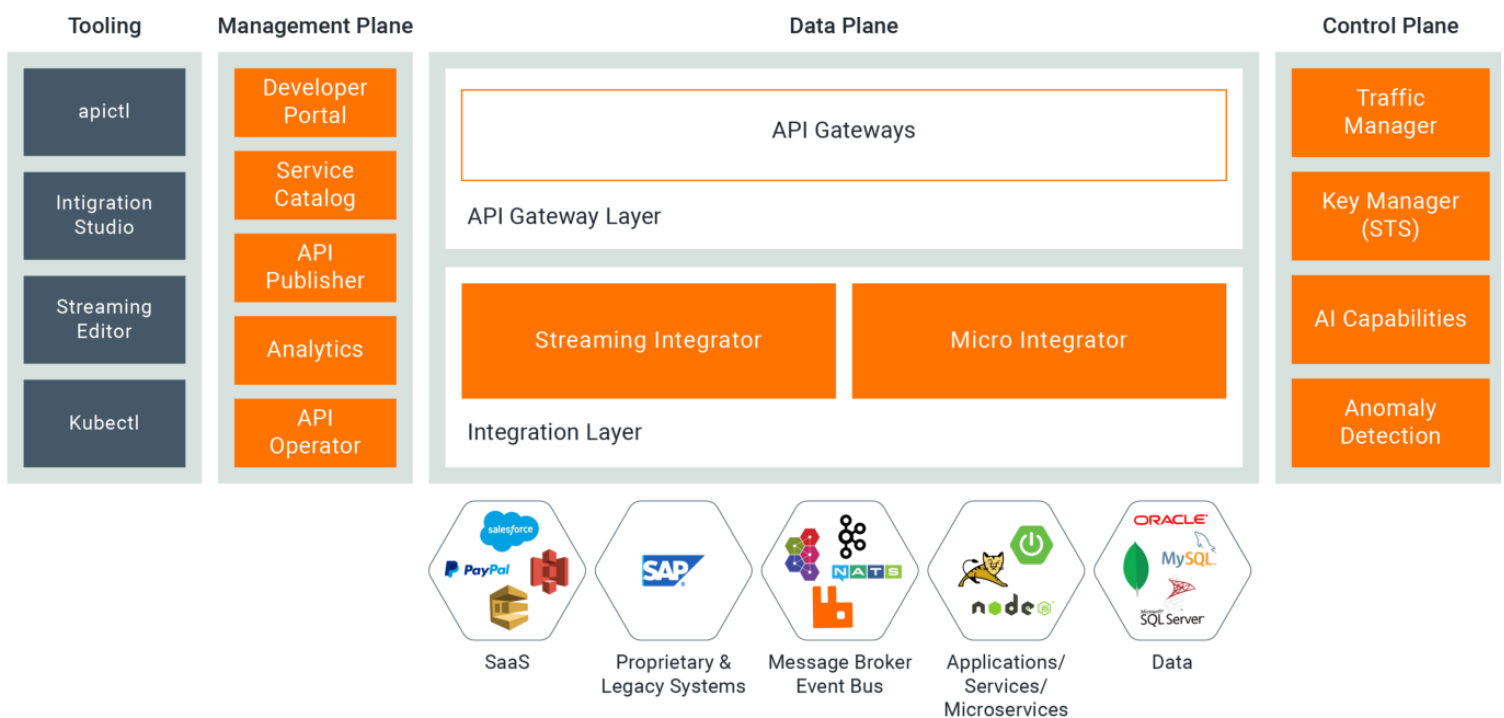 Tooling
Management Plane
Data Plane
Control Plane
apictl
Intigration
Studio
Streaming
Editor
Kubectl
Developer
Portal
Service
Catalog
API
Publisher
Analytics
API
Operator
API Gateways
API Gateway Layer
Streaming Integrator
Micro Integrator
Integration Layer
Traffic
Manager
Key Manager
(STS)
AI Capabilities
Anomaly
Detection
salesforce
PayPal
SAP
NATS
node
JS
ORACLE
MySQL
Microsoft
SQL Server
SaaS
Proprietary &
Legacy Systems
Message Broker
Event Bus
Applications/
Services/
Microservices
Data